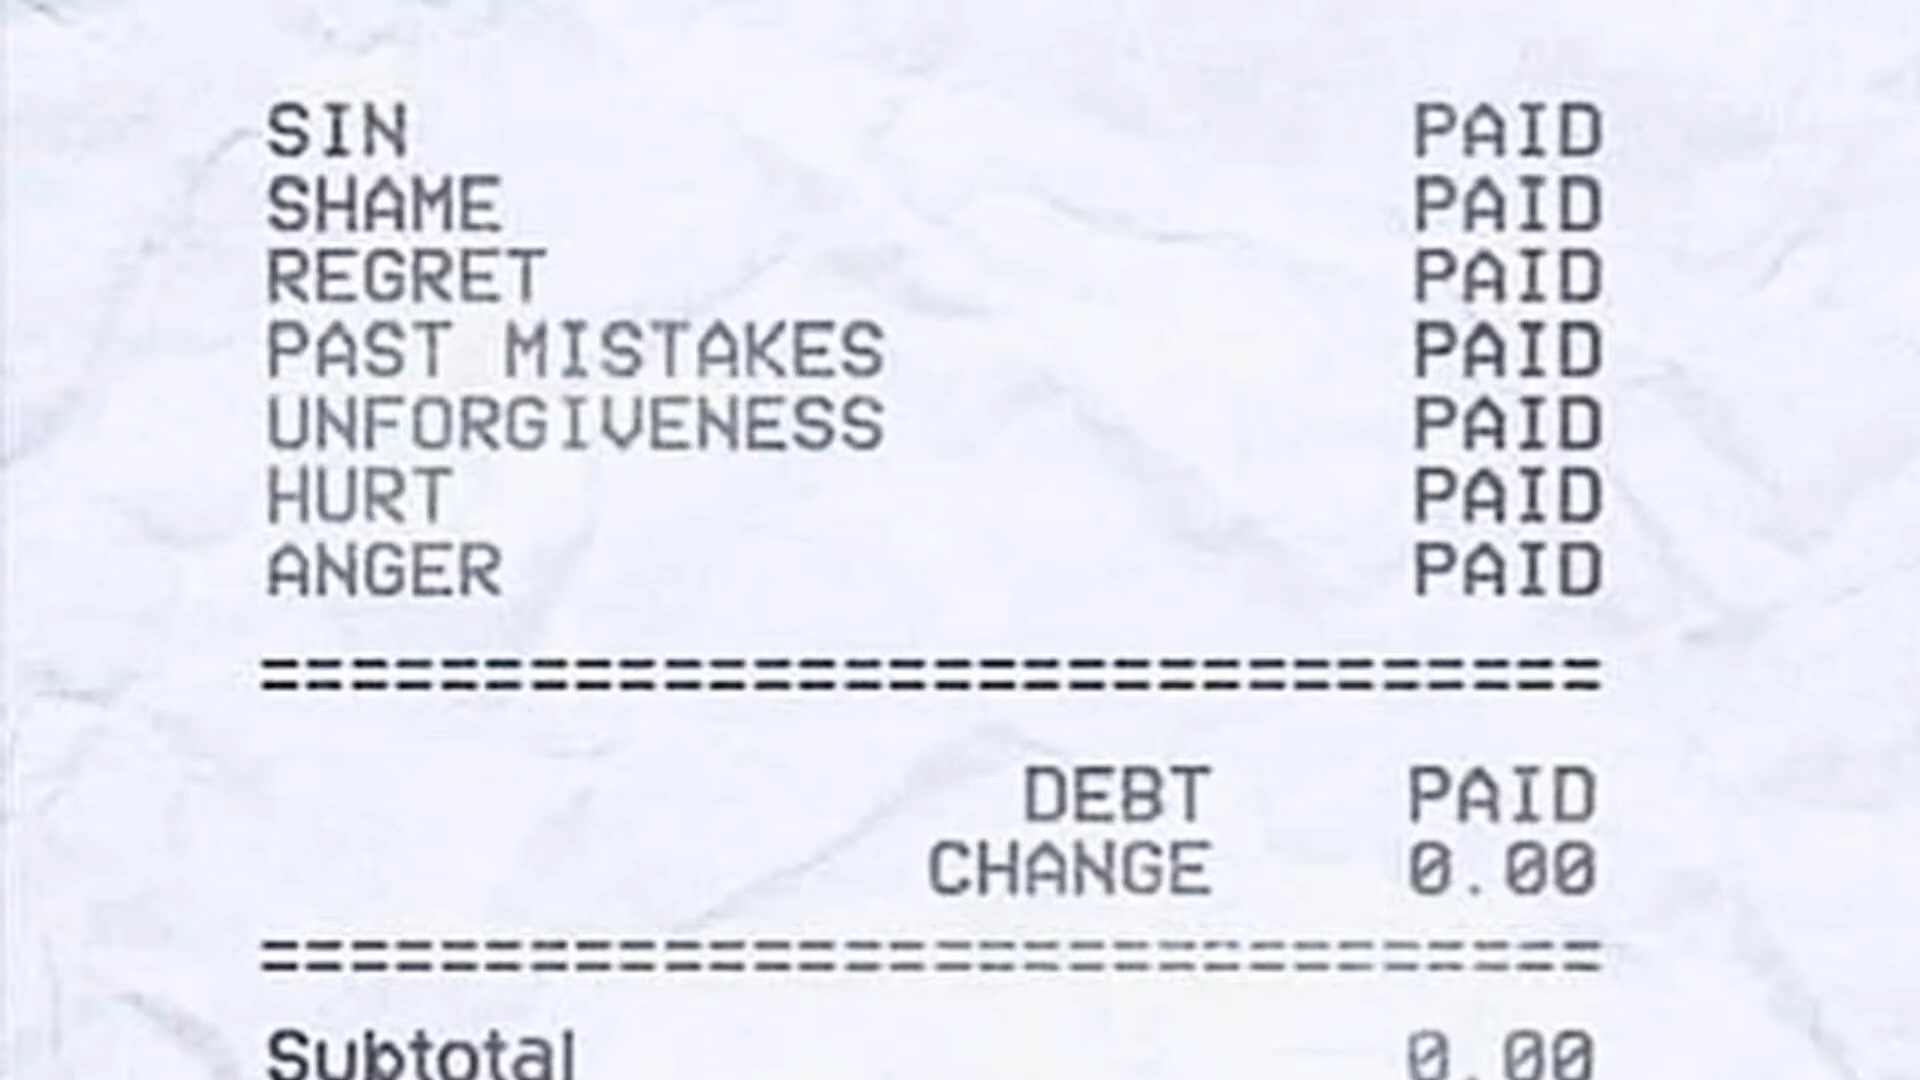 SIN PAID
SHAME PAID
REGRET PAID
PAST MISTAKES PAID
UNFORGIVENESS PAID
HURT PAID
ANGER PAID
==============================
DEBT PAID
CHANGE 0.00
==============================
Subtotal 0.00